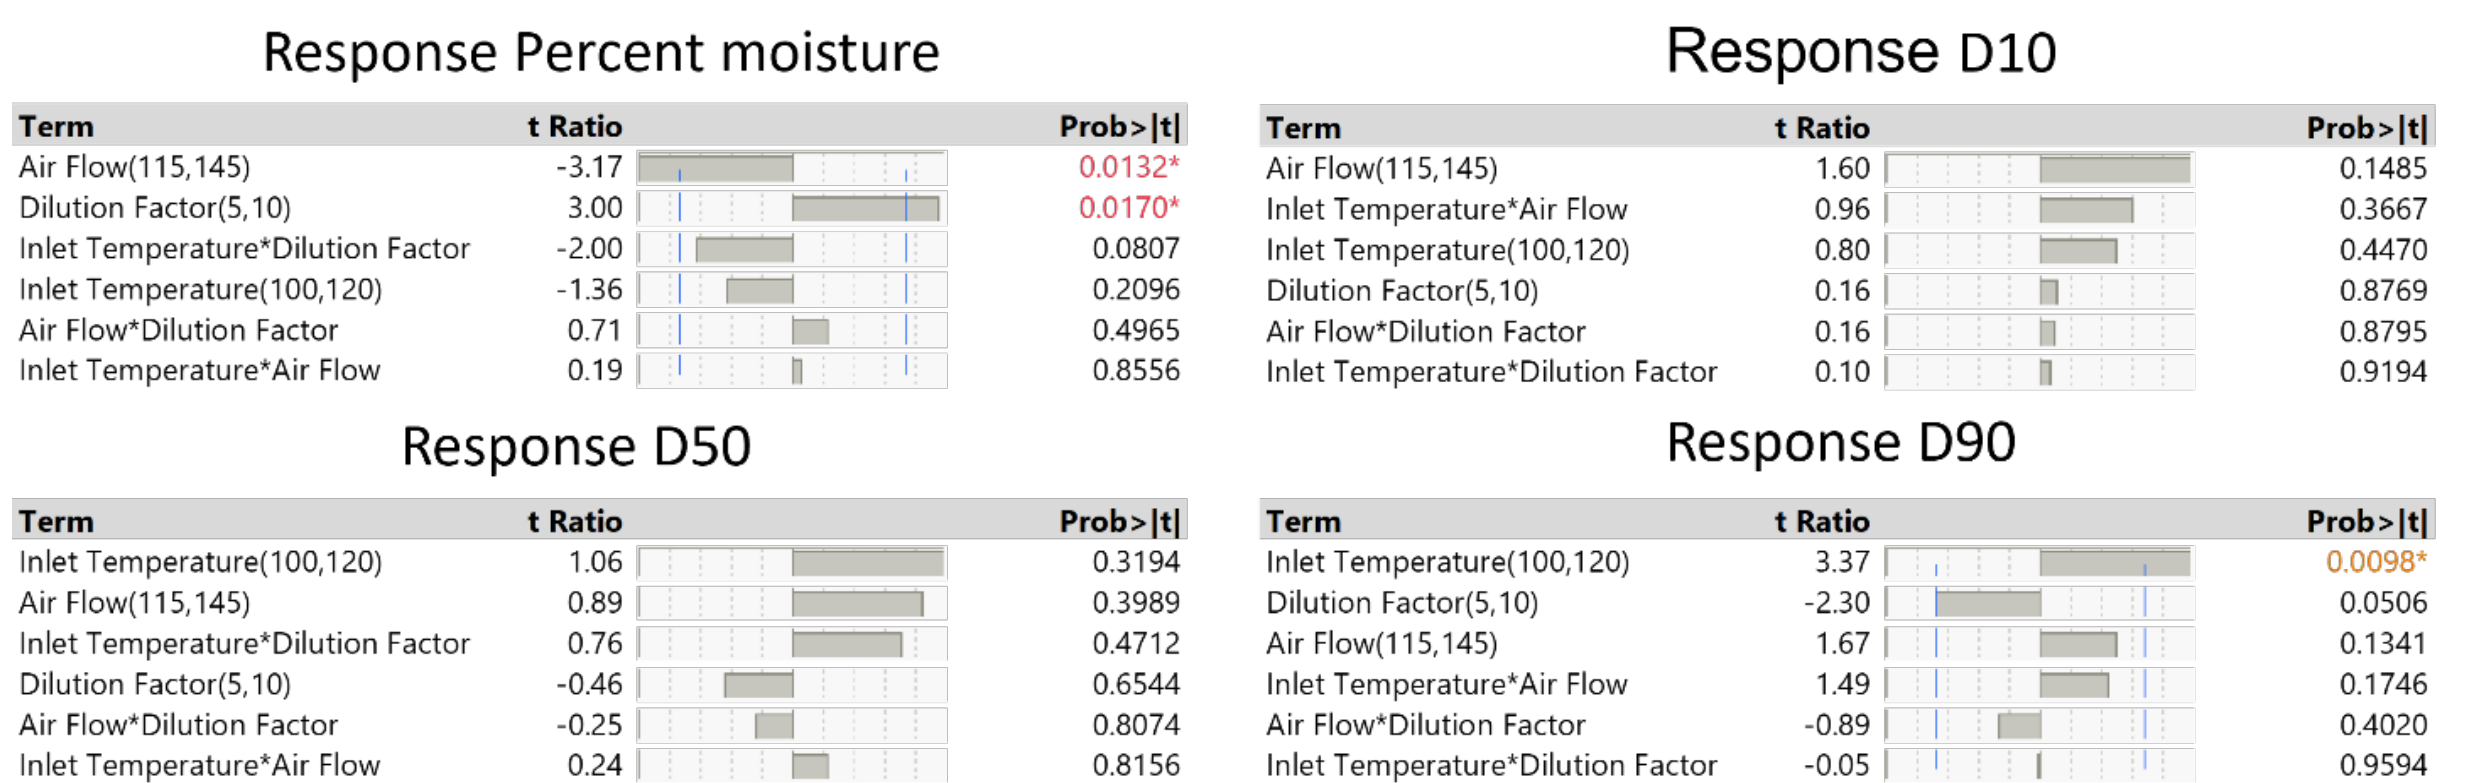 Response Percent moisture
Term t Ratio Prob>|t|
Air Flow(115,145) -3.17 0.0132*
Dilution Factor(5,10) 3.00 0.0170*
Inlet Temperature*Dilution Factor -2.00 0.0807
Inlet Temperature(100,120) -1.36 0.2096
Air Flow*Dilution Factor 0.71 0.4965
Inlet Temperature*Air Flow 0.19 0.8556
Response D10
Term t Ratio Prob>|t|
Air Flow(115,145) 1.60 0.1485
Inlet Temperature*Air Flow 0.96 0.3667
Inlet Temperature(100,120) 0.80 0.4470
Dilution Factor(5,10) 0.16 0.8769
Air Flow*Dilution Factor 0.16 0.8795
Inlet Temperature*Dilution Factor 0.10 0.9194
Response D50
Term t Ratio Prob>|t|
Inlet Temperature(100,120) 1.06 0.3194
Air Flow(115,145) 0.89 0.3989
Inlet Temperature*Dilution Factor 0.76 0.4712
Dilution Factor(5,10) -0.46 0.6544
Air Flow*Dilution Factor -0.25 0.8074
Inlet Temperature*Air Flow 0.24 0.8156
Response D90
Term t Ratio Prob>|t|
Inlet Temperature(100,120) 3.37 0.0098*
Dilution Factor(5,10) -2.30 0.0506
Air Flow(115,145) 1.67 0.1341
Inlet Temperature*Air Flow 1.49 0.1746
Air Flow*Dilution Factor -0.89 0.4020
Inlet Temperature*Dilution Factor -0.05 0.9594